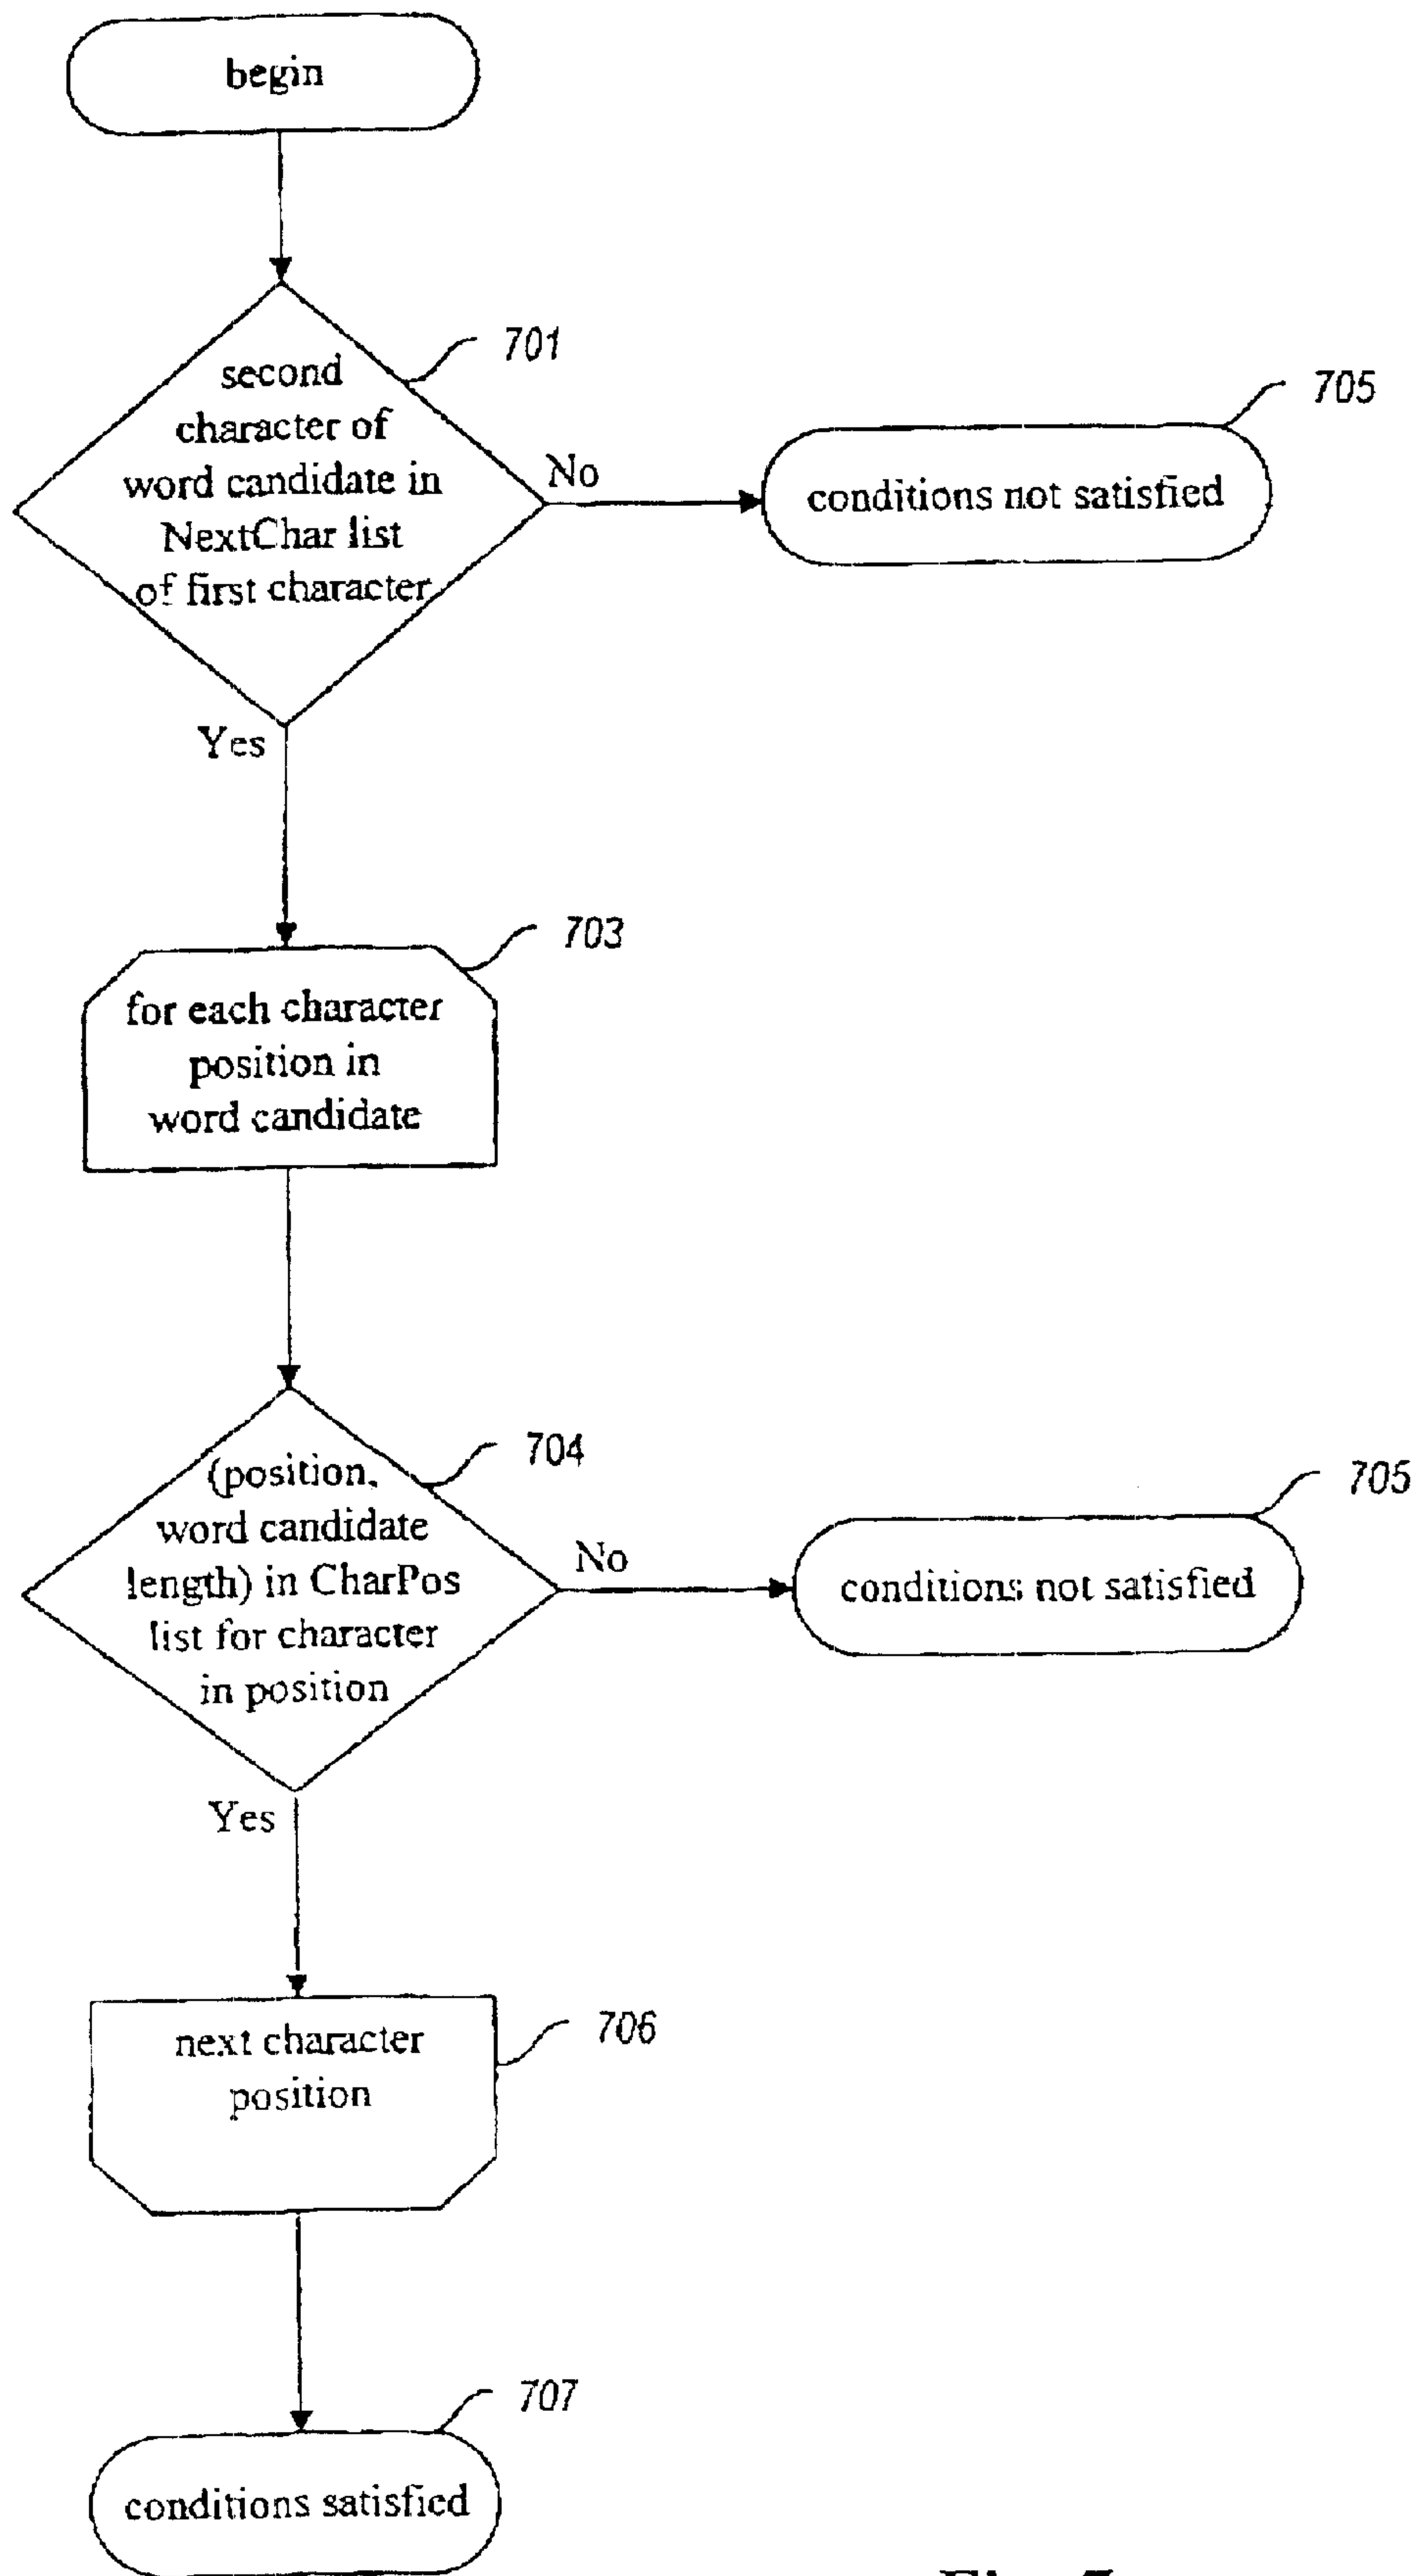 begin
701
second
character of
word candidate in
NextChar list
of first character
No
705
conditions not satisfied
Yes
703
for each character
position in
word candidate
704
(position,
word candidate
length) in CharPos
list for character
in position
No
705
conditions not satisfied
Yes
706
next character
position
707
conditions satisfied